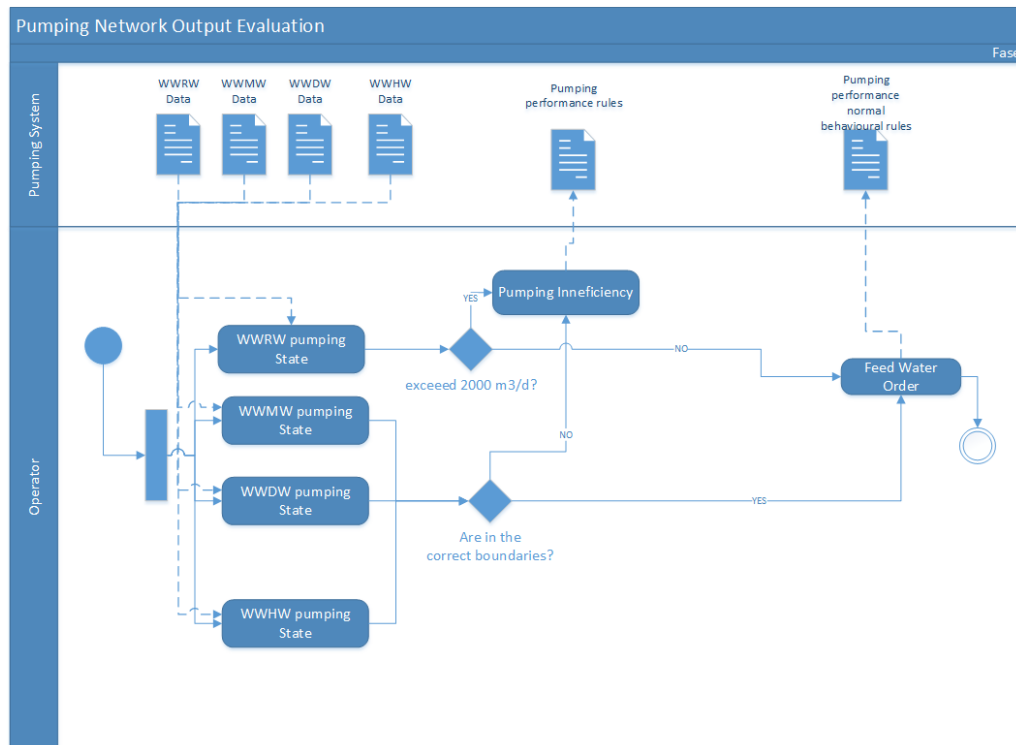 Pumping Network Output Evaluation
Fase
Pumping System
WWRW
Data
WWMW
Data
WWDW
Data
WWHW
Data
Pumping
performance rules
Pumping
performance
normal
behavioural rules
Operator
Pumping Inneficiency
YES
WWRW pumping
State
exceeed 2000 m3/d?
NO
Feed Water
Order
WWMW pumping
State
NO
WWDW pumping
State
YES
Are in the
correct boundaries?
WWHW pumping
State